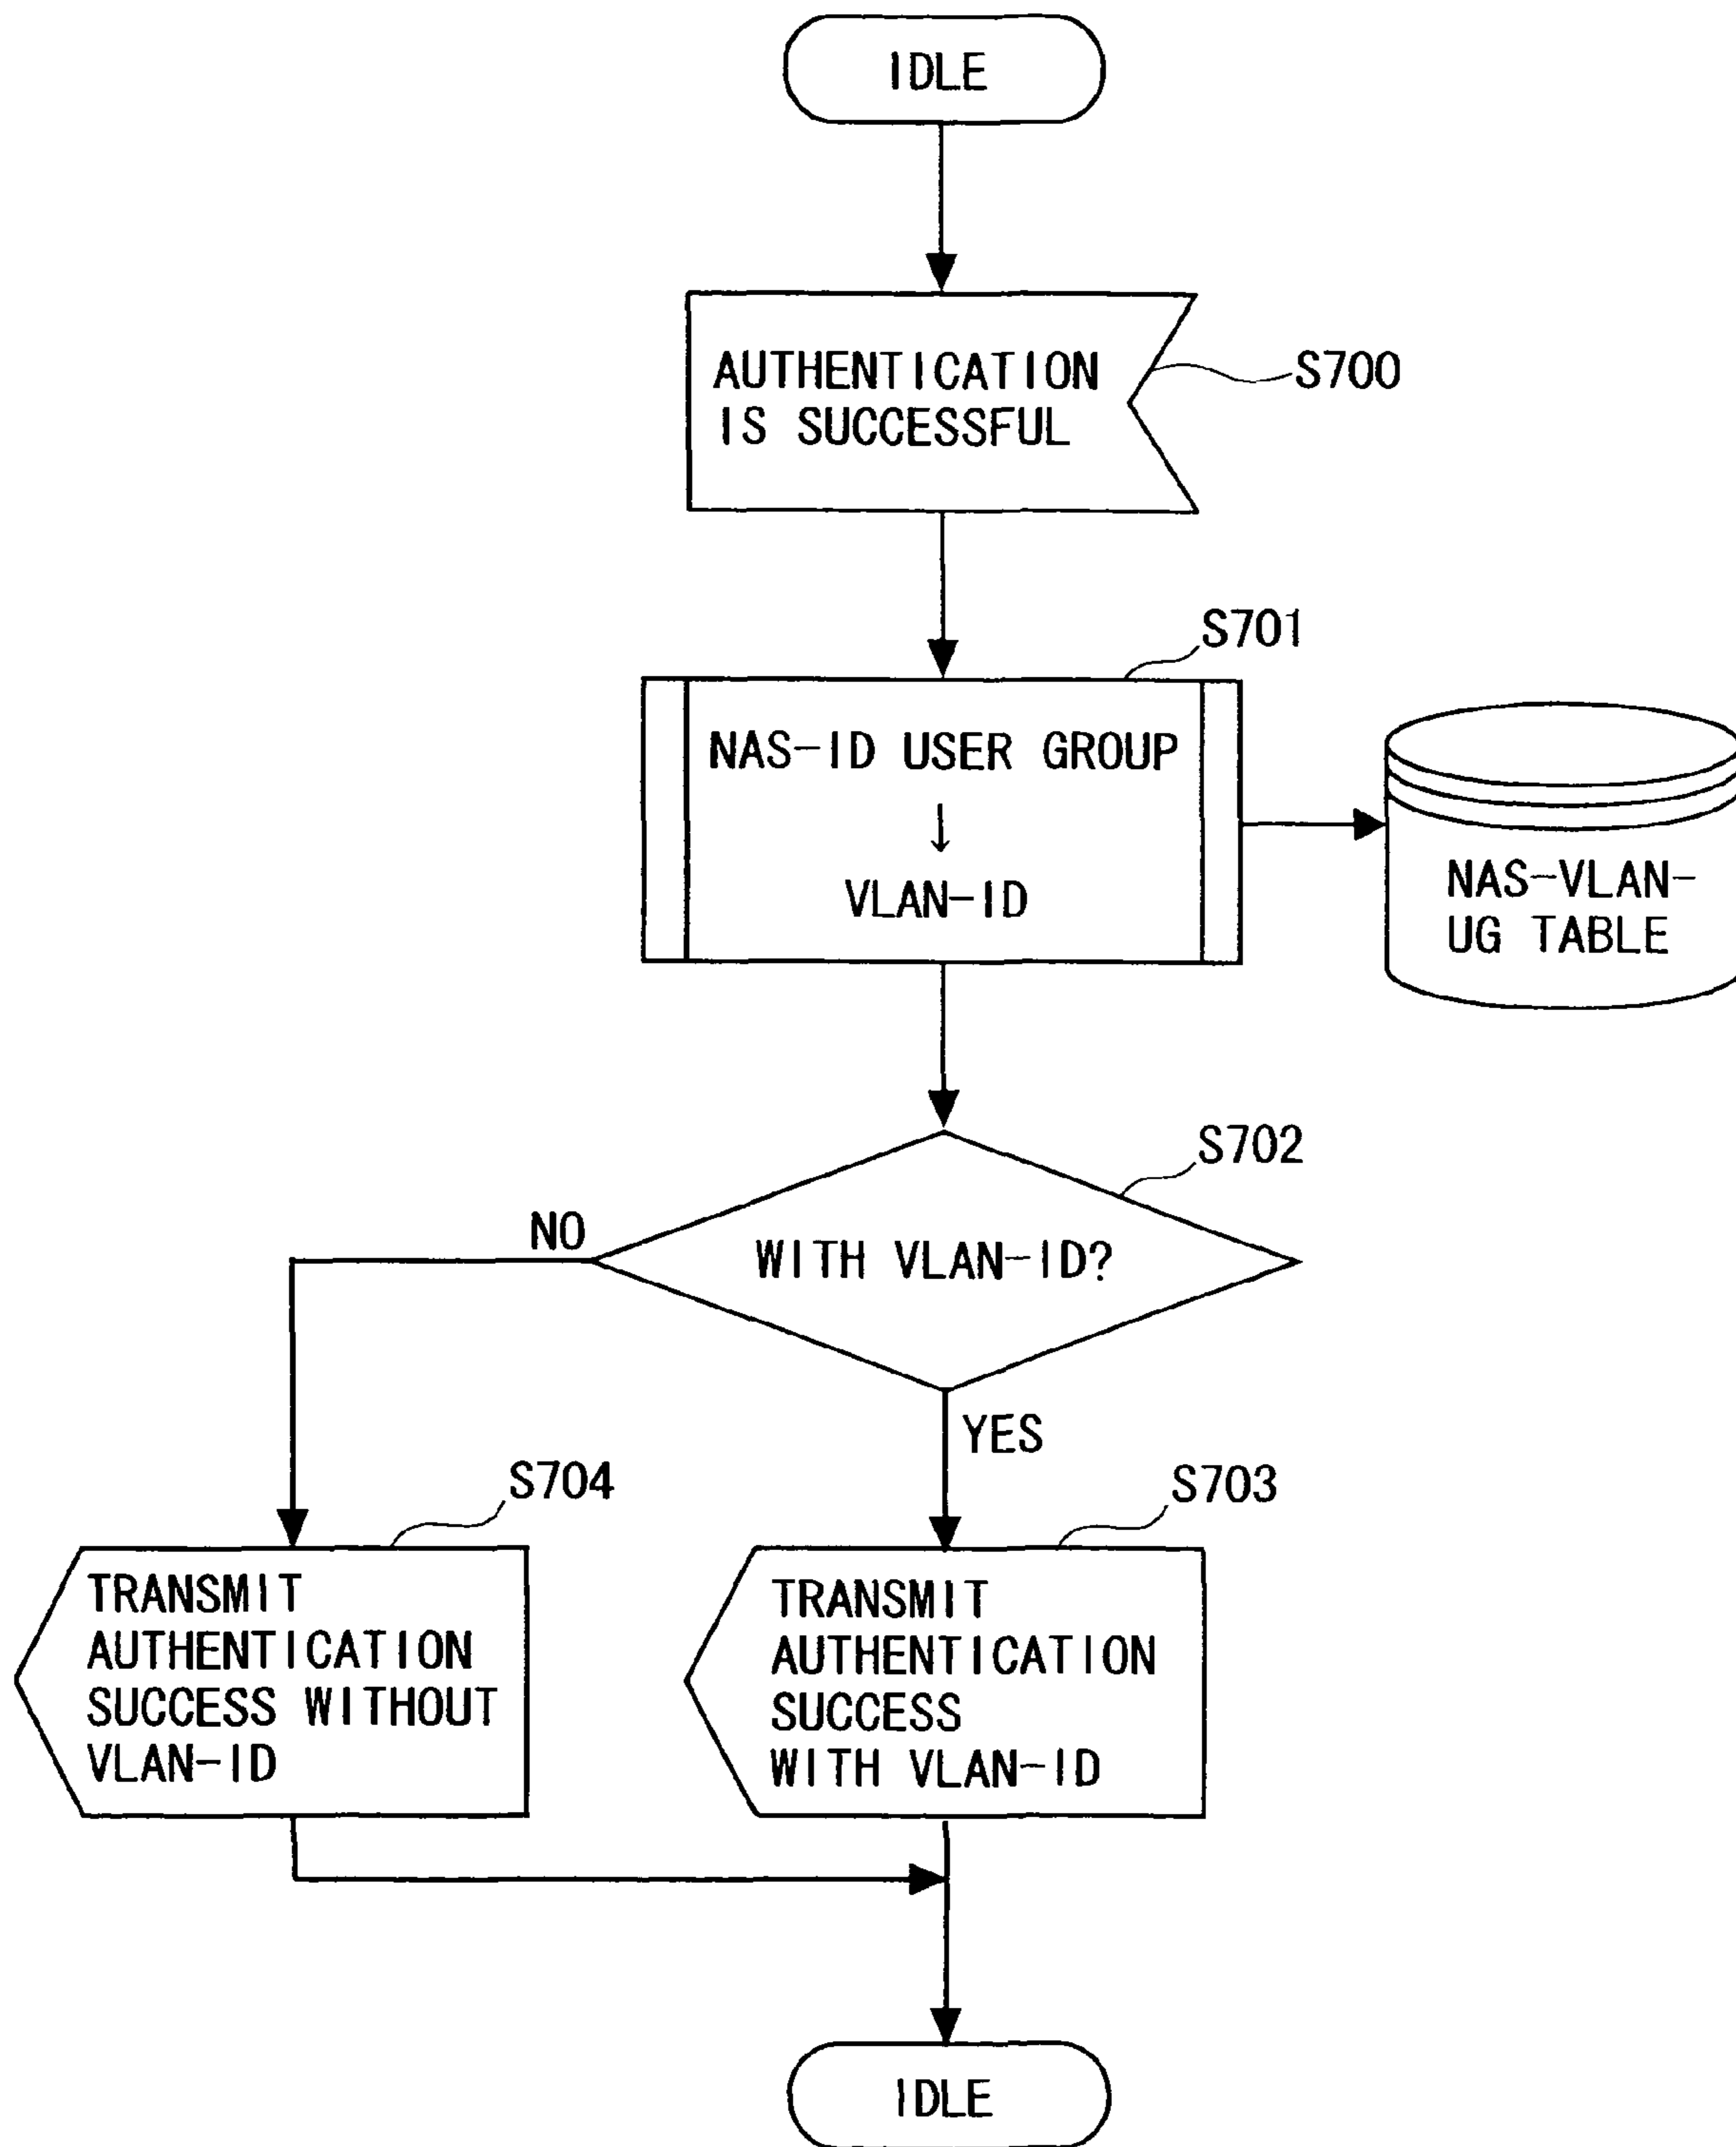 IDLE
AUTHENTICATION
IS SUCCESSFUL
S700
S701
NAS-ID USER GROUP
↓
VLAN-ID
NAS-VLAN-
UG TABLE
S702
NO
WITH VLAN-ID?
YES
S704
S703
TRANSMIT
AUTHENTICATION
SUCCESS WITHOUT
VLAN-ID
TRANSMIT
AUTHENTICATION
SUCCESS
WITH VLAN-ID
IDLE